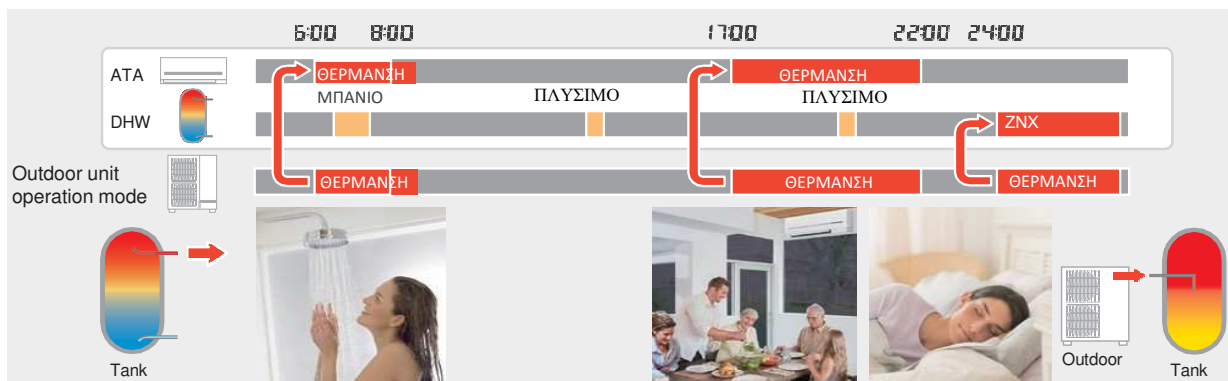 6:00 8:00 17:00 22:00 24:00
ATA ΘΕΡΜΑΝΣΗ ΘΕΡΜΑΝΣΗ
ΜΠΑΝΙΟ ΠΛΥΣΙΜΟ ΠΛΥΣΙΜΟ
DHW ΖΝΧ
Outdoor unit
operation mode
ΘΕΡΜΑΝΣΗ ΘΕΡΜΑΝΣΗ ΘΕΡΜΑΝΣΗ
Tank Outdoor Tank